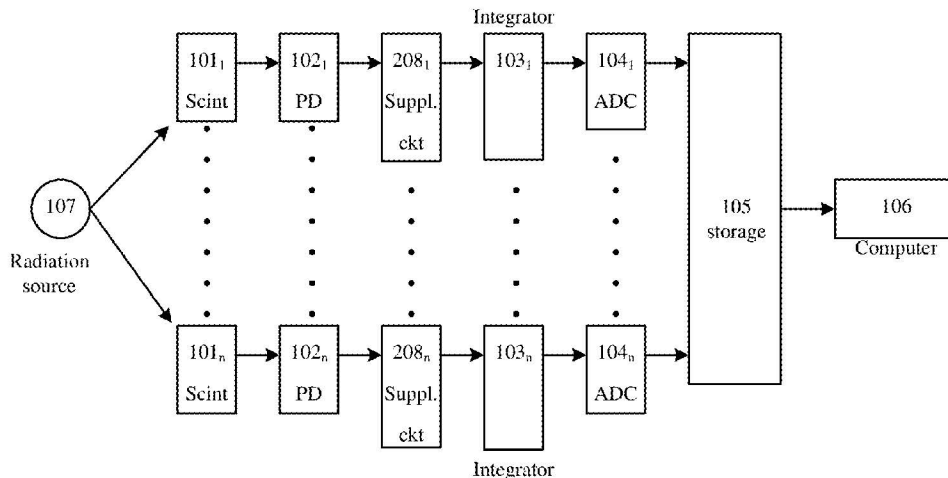 Integrator
101₁
Scint
102₁
PD
208₁
Suppl.
ckt
103₁
104₁
ADC
107
Radiation
source
105
storage
106
Computer
101ₙ
Scint
102ₙ
PD
208ₙ
Suppl.
ckt
103ₙ
104ₙ
ADC
Integrator